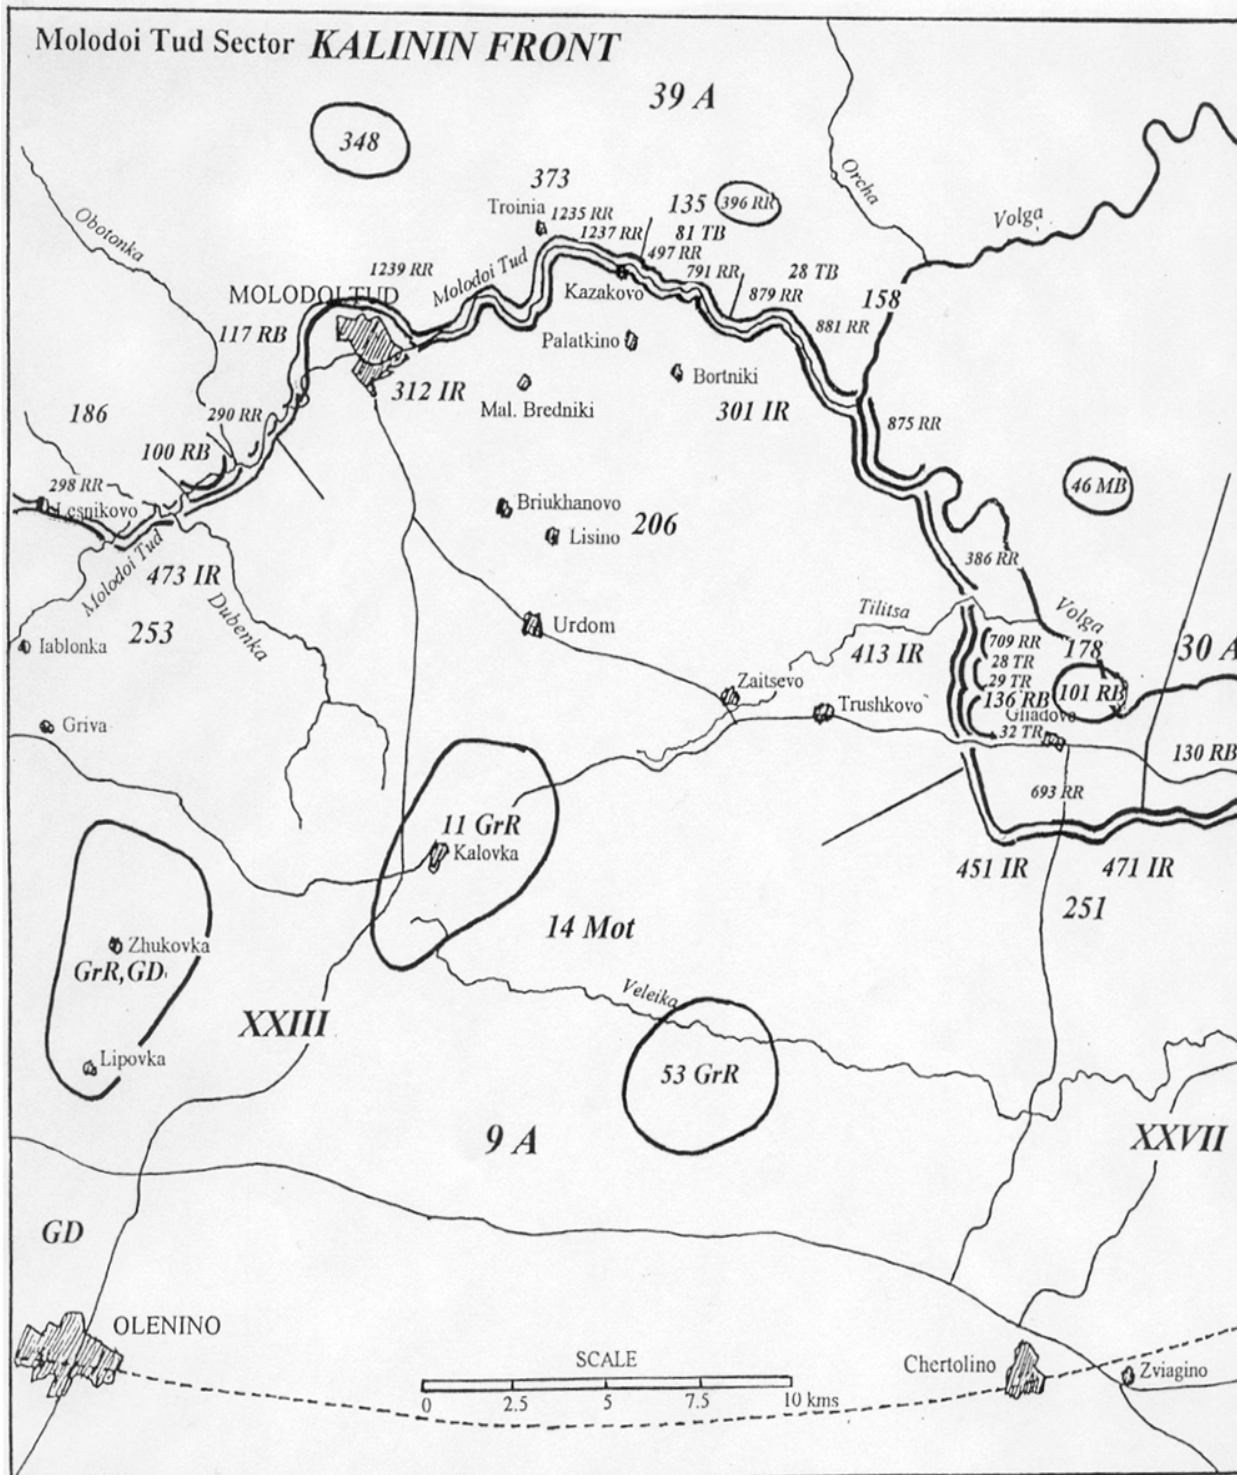 Molodoi Tud Sector KALININ FRONT
39 A
348
373
Troinia
1235 RR
135
396 RR
Orcha
Volga
Obotonka
1237 RR
81 TB
497 RR
1239 RR
Molodoi Tud
791 RR
28 TB
MOLODOI TUD
Kazakovo
879 RR
158
117 RB
881 RR
Palatkino
312 IR
Bortniki
Mal. Bredniki
301 IR
186
290 RR
875 RR
100 RB
298 RR
46 MB
Lesnikovo
Briukhanovo
206
Lisino
386 RR
Molodoi Tud
473 IR
Dubenka
Tilitsa
Volga
253
Urdom
709 RR
178
Iablonka
413 IR
30 A
28 TR
Zaitsevo
29 TR
101 RB
136 RB
Griva
Trushkovo
Gliadovo
32 TR
130 RB
693 RR
11 GrR
Kalovka
451 IR
471 IR
251
14 Mot
Zhukovka
GrR, GD
Veleika
XXIII
Lipovka
53 GrR
9 A
XXVII
GD
OLENINO
SCALE
Chertolino
Zviagino
0 2.5 5 7.5 10 kms